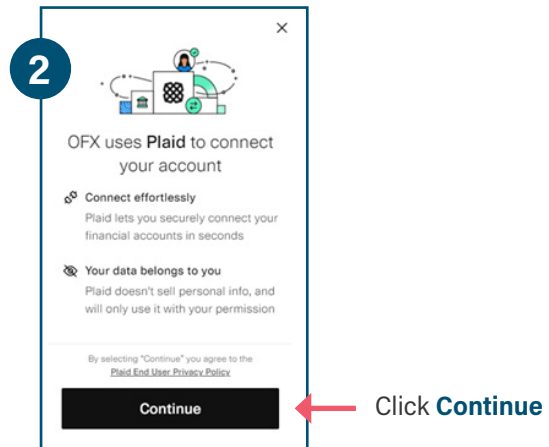 2
OFX uses Plaid to connect
your account
Connect effortlessly
Plaid lets you securely connect your
financial accounts in seconds
Your data belongs to you
Plaid doesn't sell personal info, and
will only use it with your permission
By selecting "Continue" you agree to the
Plaid End User Privacy Policy
Continue
Click Continue